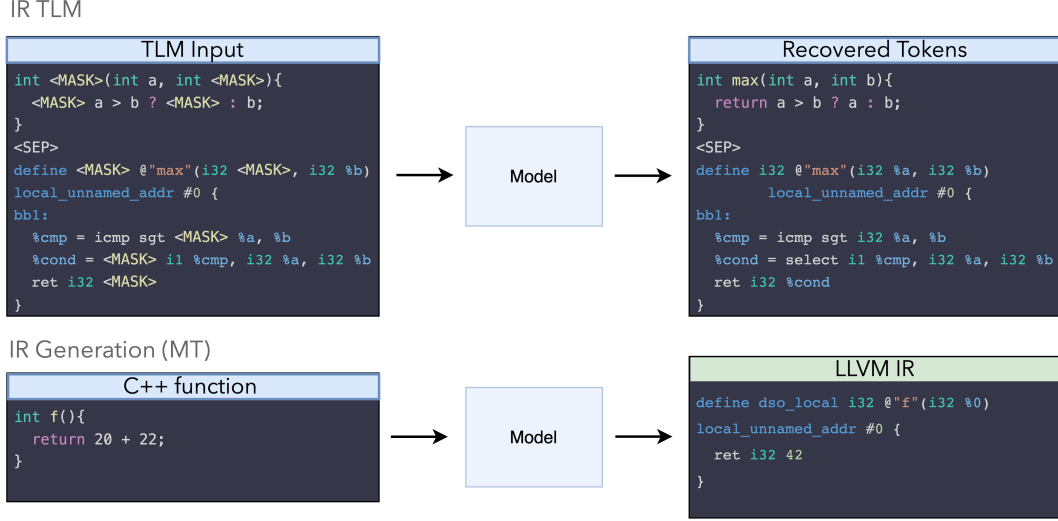 IR TLM
TLM Input
int <MASK>(int a, int <MASK>){
  <MASK> a > b ? <MASK> : b;
}
<SEP>
define <MASK> @"max"(i32 <MASK>, i32 %b)
local_unnamed_addr #0 {
bb1:
  %cmp = icmp sgt <MASK> %a, %b
  %cond = <MASK> i1 %cmp, i32 %a, i32 %b
  ret i32 <MASK>
}
Model
Recovered Tokens
int max(int a, int b){
  return a > b ? a : b;
}
<SEP>
define i32 @"max"(i32 %a, i32 %b)
        local_unnamed_addr #0 {
bb1:
  %cmp = icmp sgt i32 %a, %b
  %cond = select i1 %cmp, i32 %a, i32 %b
  ret i32 %cond
}
IR Generation (MT)
C++ function
int f(){
  return 20 + 22;
}
Model
LLVM IR
define dso_local i32 @"f"(i32 %0)
local_unnamed_addr #0 {
  ret i32 42
}